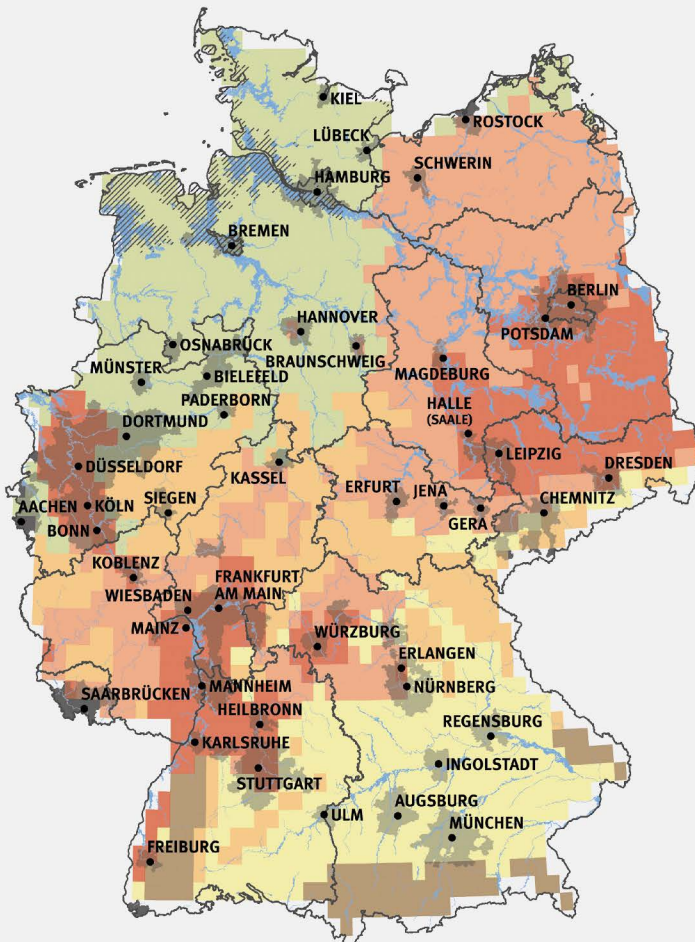 KIEL
ROSTOCK
LÜBECK
SCHWERIN
HAMBURG
BREMEN
BERLIN
HANNOVER
POTSDAM
OSNABRÜCK
BRAUNSCHWEIG
MÜNSTER
BIELEFELD
MAGDEBURG
PADERBORN
HALLE
(SAALE)
DORTMUND
LEIPZIG
DÜSSELDORF
KASSEL
DRESDEN
ERFURT
JENA
AACHEN
KÖLN
SIEGEN
CHEMNITZ
GERA
BONN
KOBLENZ
FRANKFURT
AM MAIN
WIESBADEN
MAINZ
WÜRZBURG
ERLANGEN
MANNHEIM
NÜRNBERG
SAARBRÜCKEN
HEILBRONN
REGENSBURG
KARLSRUHE
INGOLSTADT
STUTTGART
AUGSBURG
ULM
MÜNCHEN
FREIBURG